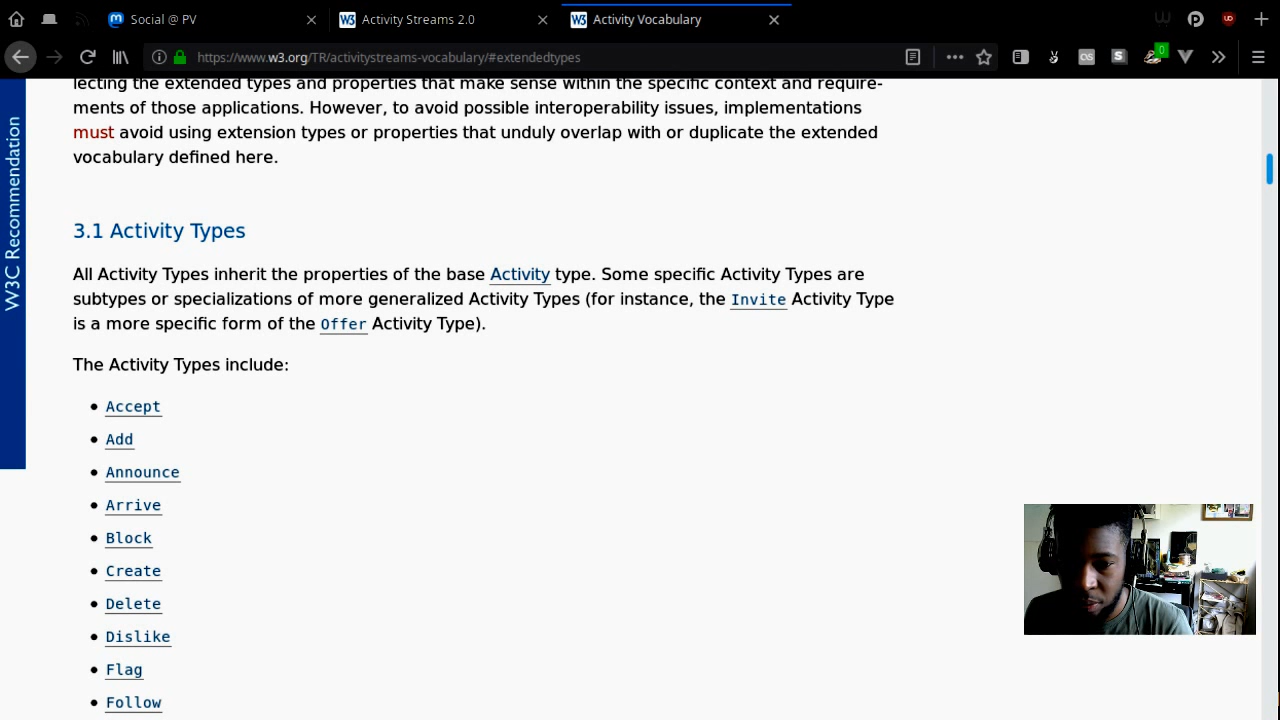 Social @ PV
Activity Streams 2.0
Activity Vocabulary
https://www.w3.org/TR/activitystreams-vocabulary/#extendedtypes
0
lecting the extended types and properties that make sense within the specific context and require-
ments of those applications. However, to avoid possible interoperability issues, implementations
must avoid using extension types or properties that unduly overlap with or duplicate the extended
vocabulary defined here.
W3C Recommendation
3.1 Activity Types
All Activity Types inherit the properties of the base Activity type. Some specific Activity Types are
subtypes or specializations of more generalized Activity Types (for instance, the Invite Activity Type
is a more specific form of the Offer Activity Type).
The Activity Types include:
Accept
Add
Announce
Arrive
Block
Create
Delete
Dislike
Flag
Follow